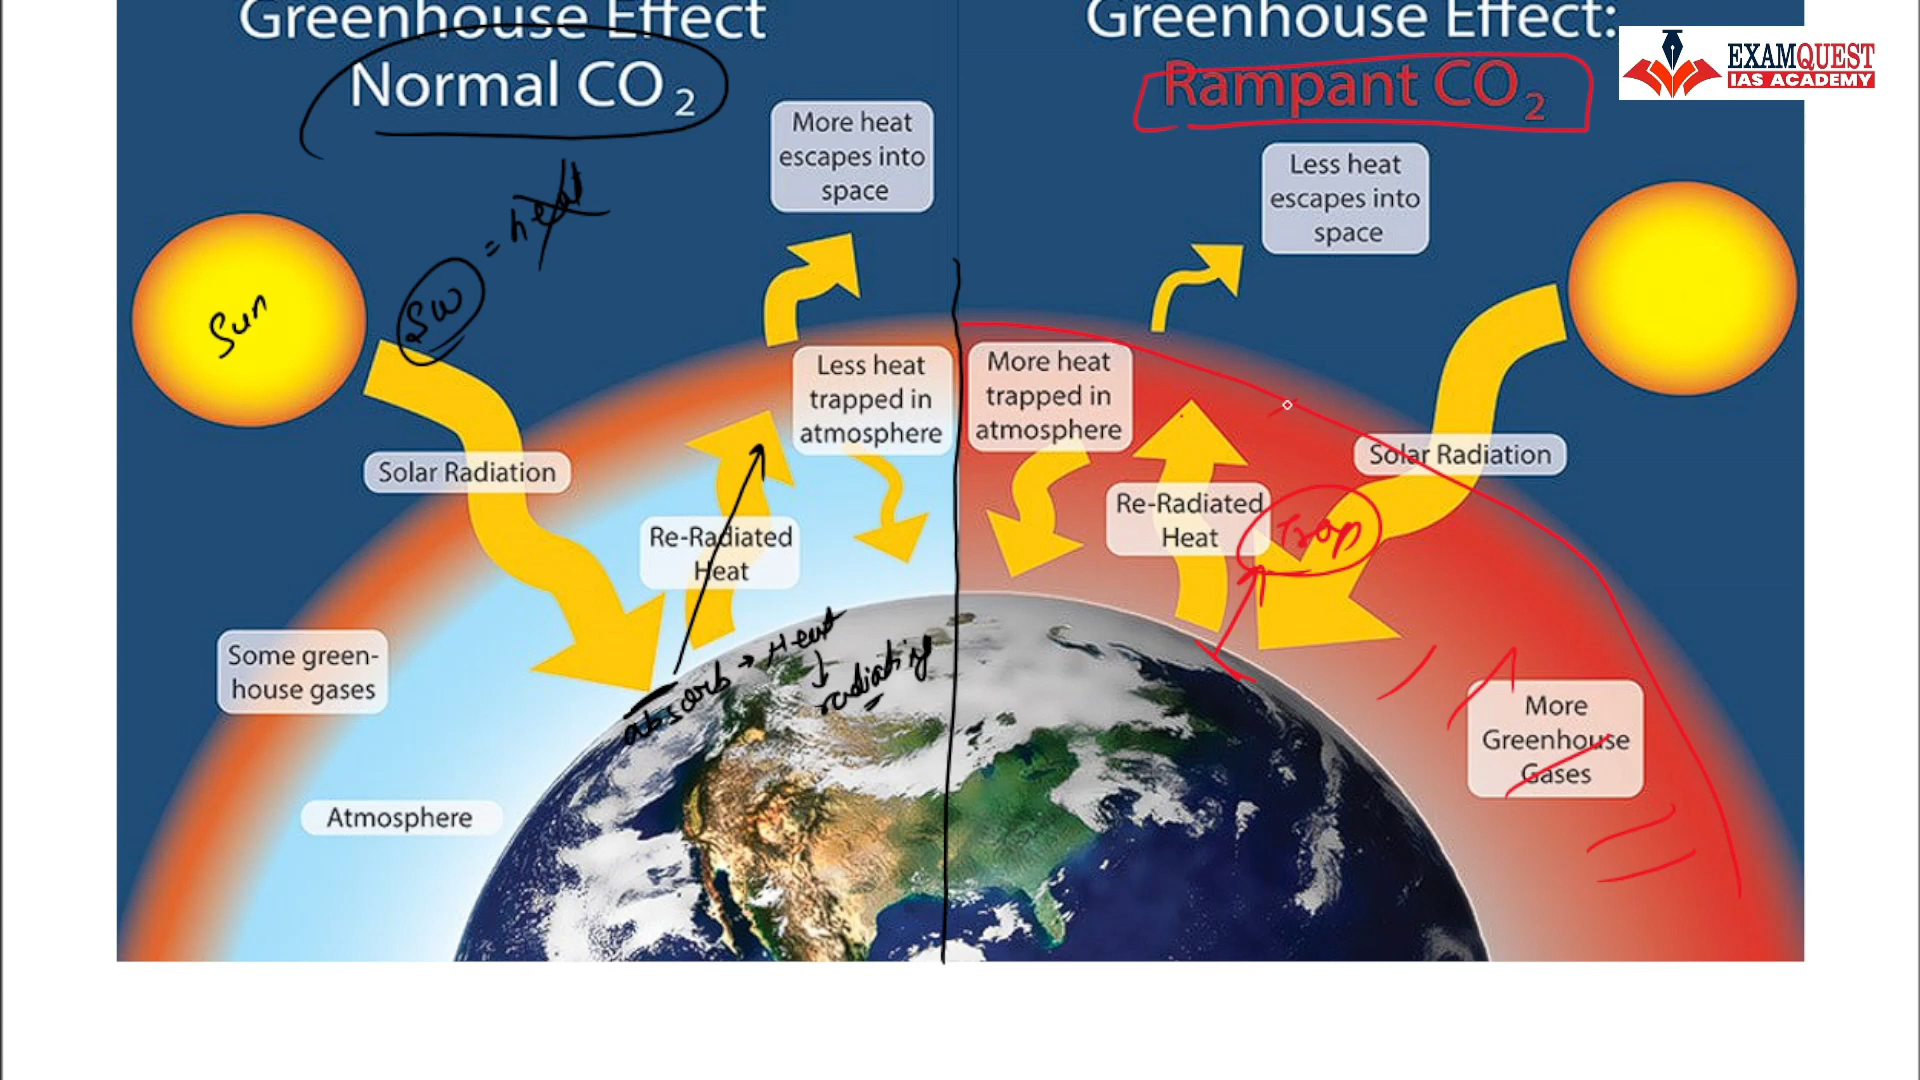 Greenhouse Effect
Normal CO2
Greenhouse Effect:
Rampant CO2
EXAMQUEST
IAS ACADEMY
More heat
escapes into
space
Less heat
escapes into
space
SW = heat
Sun
Less heat
trapped in
atmosphere
More heat
trapped in
atmosphere
Solar Radiation
Solar Radiation
Re-Radiated
Heat
Re-Radiated
Heat
Trop
absorb → Heat
↓
radiating
Some green-
house gases
More
Greenhouse
Gases
Atmosphere